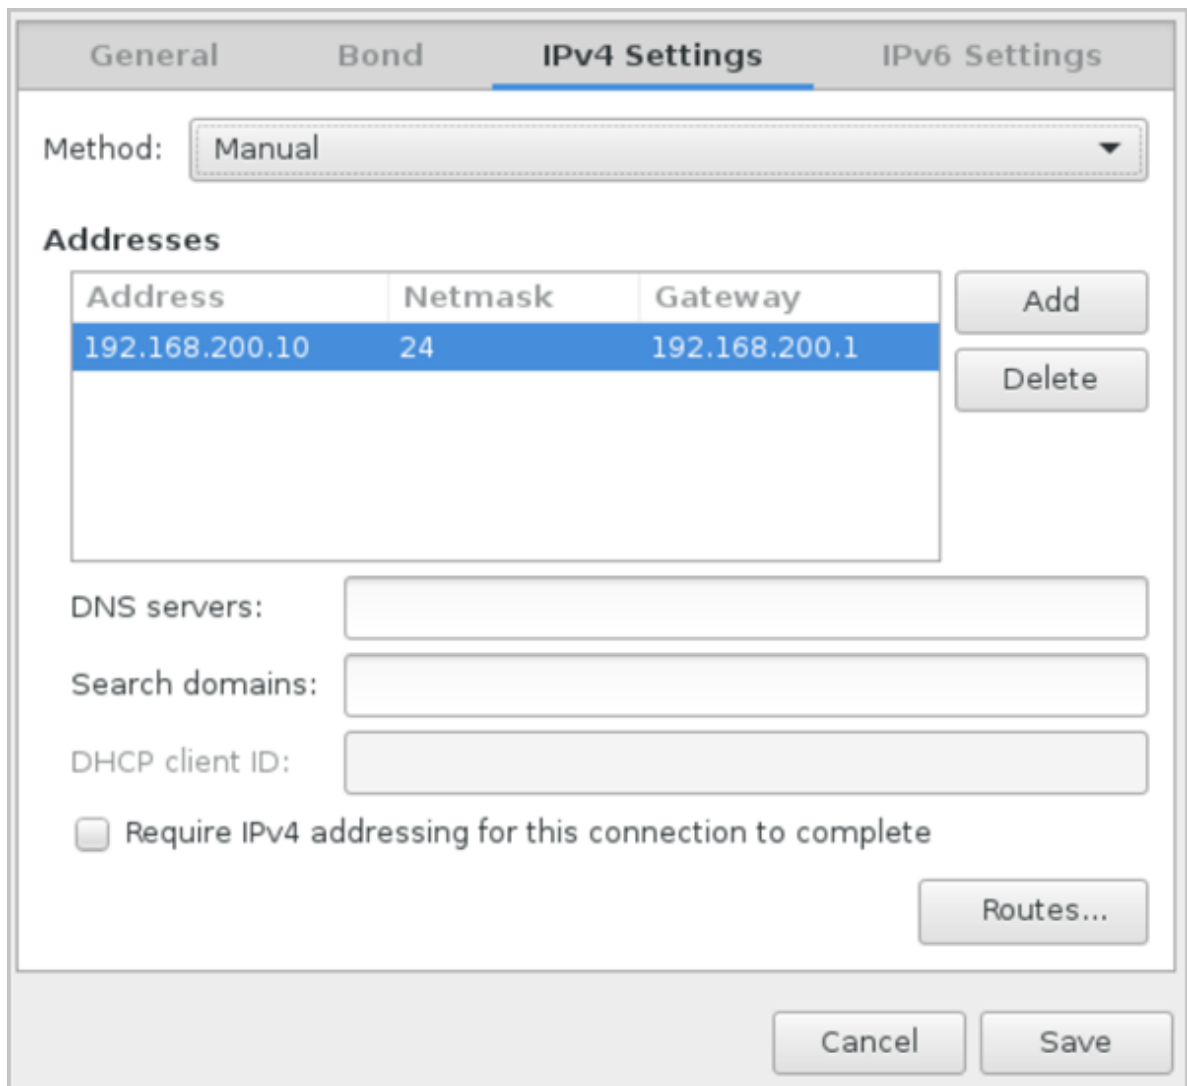 General Bond IPv4 Settings IPv6 Settings
Method: Manual
Addresses
Address Netmask Gateway Add
192.168.200.10 24 192.168.200.1
Delete
DNS servers:
Search domains:
DHCP client ID:
Require IPv4 addressing for this connection to complete
Routes...
Cancel Save